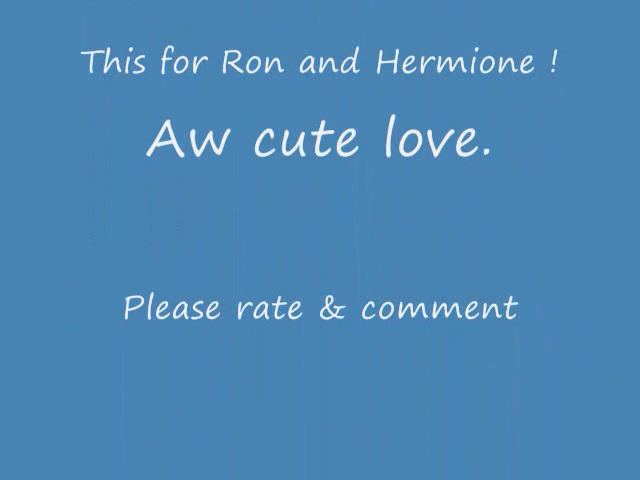 This for Ron and Hermione !
Aw cute love.
Please rate & comment